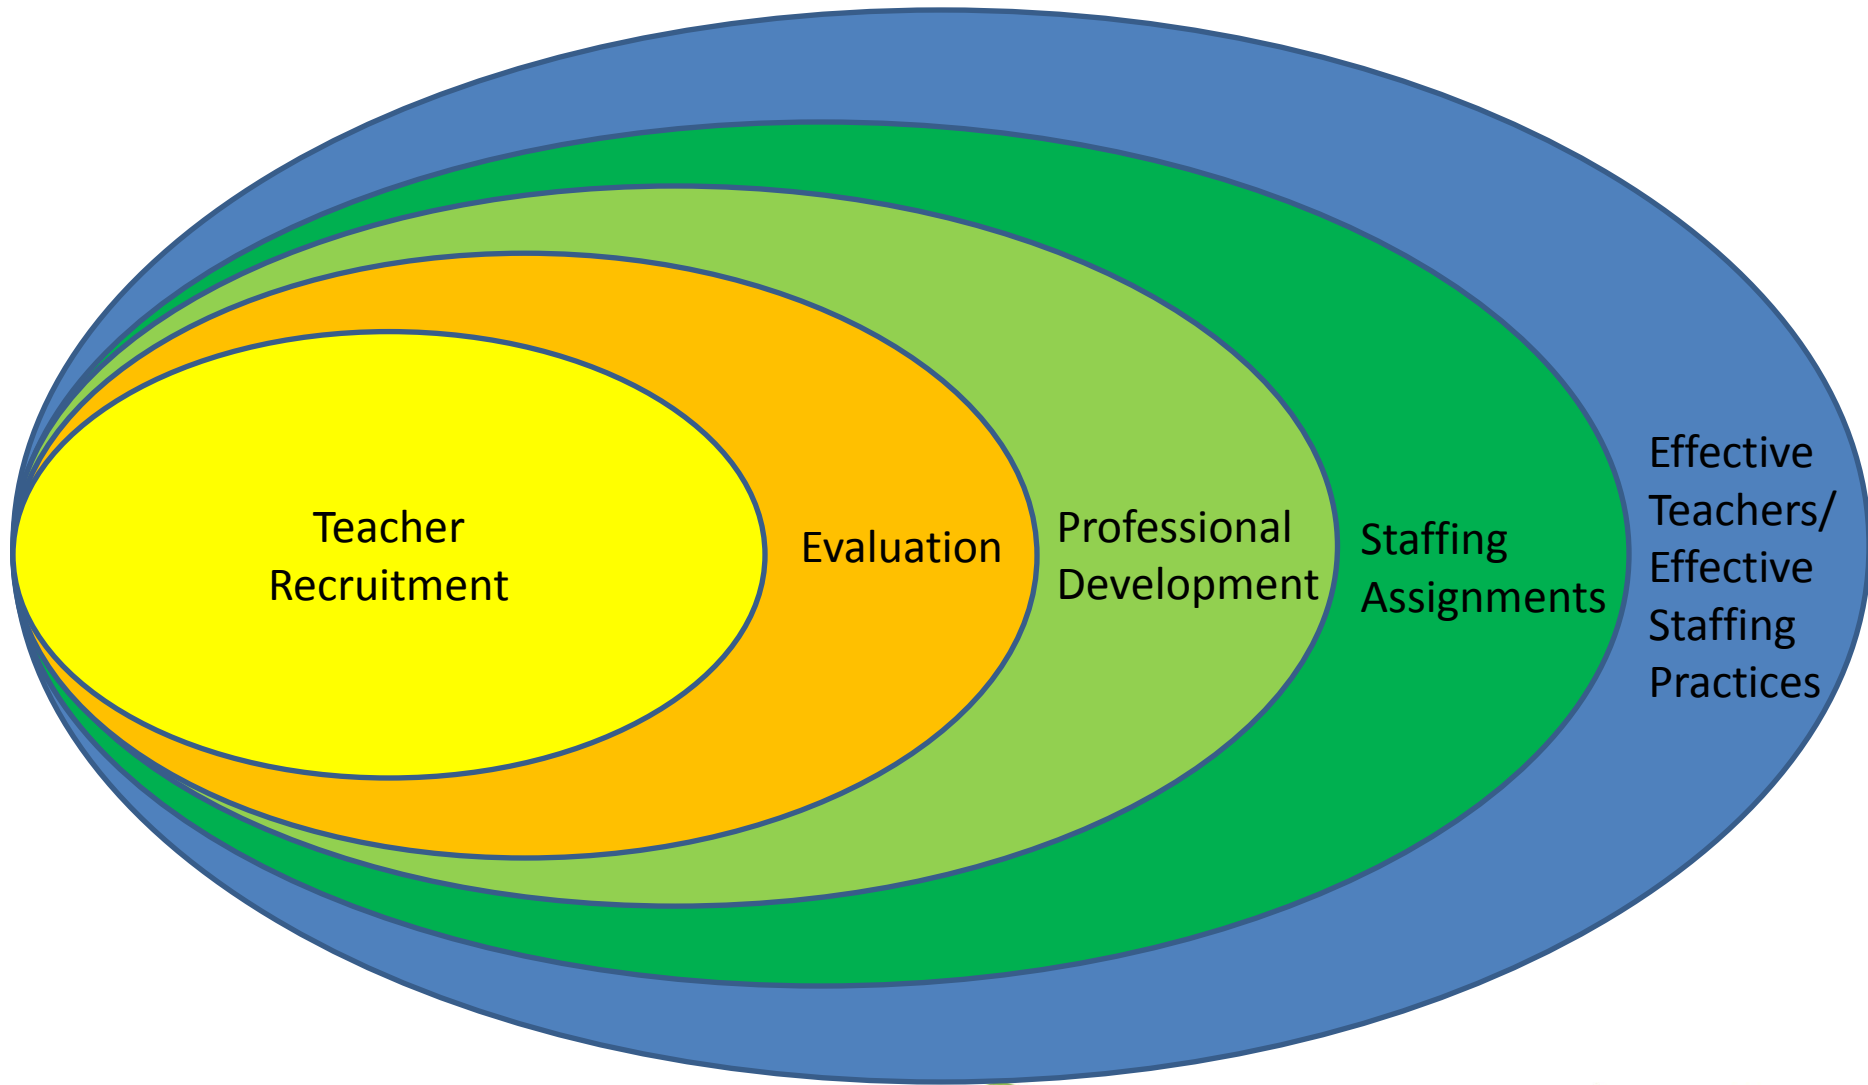 Teacher
Recruitment
Evaluation
Professional
Development
Staffing
Assignments
Effective
Teachers/
Effective
Staffing
Practices